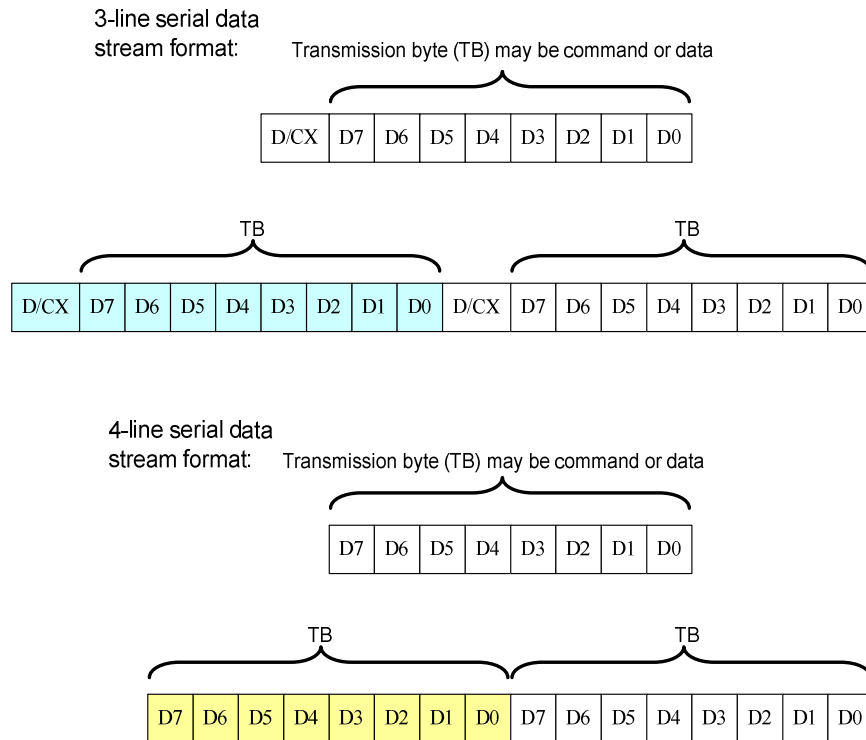 3-line serial data
stream format:
Transmission byte (TB) may be command or data
D/CX D7 D6 D5 D4 D3 D2 D1 D0
TB TB
D/CX D7 D6 D5 D4 D3 D2 D1 D0 D/CX D7 D6 D5 D4 D3 D2 D1 D0
4-line serial data
stream format:
Transmission byte (TB) may be command or data
D7 D6 D5 D4 D3 D2 D1 D0
TB TB
D7 D6 D5 D4 D3 D2 D1 D0 D7 D6 D5 D4 D3 D2 D1 D0